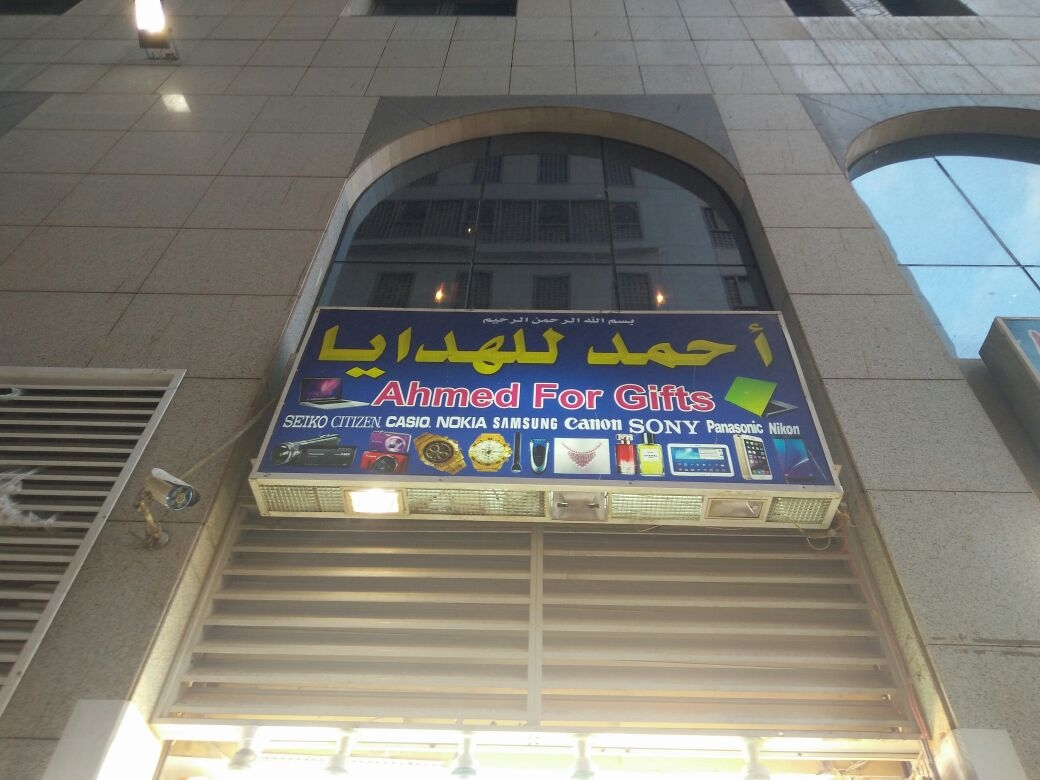 بسم الله الرحمن الرحيم
أحمد للهدايا
Ahmed For Gifts
SEIKO CITIZEN. CASIO. NOKIA SAMSUNG Canon SONY Panasonic Nikon